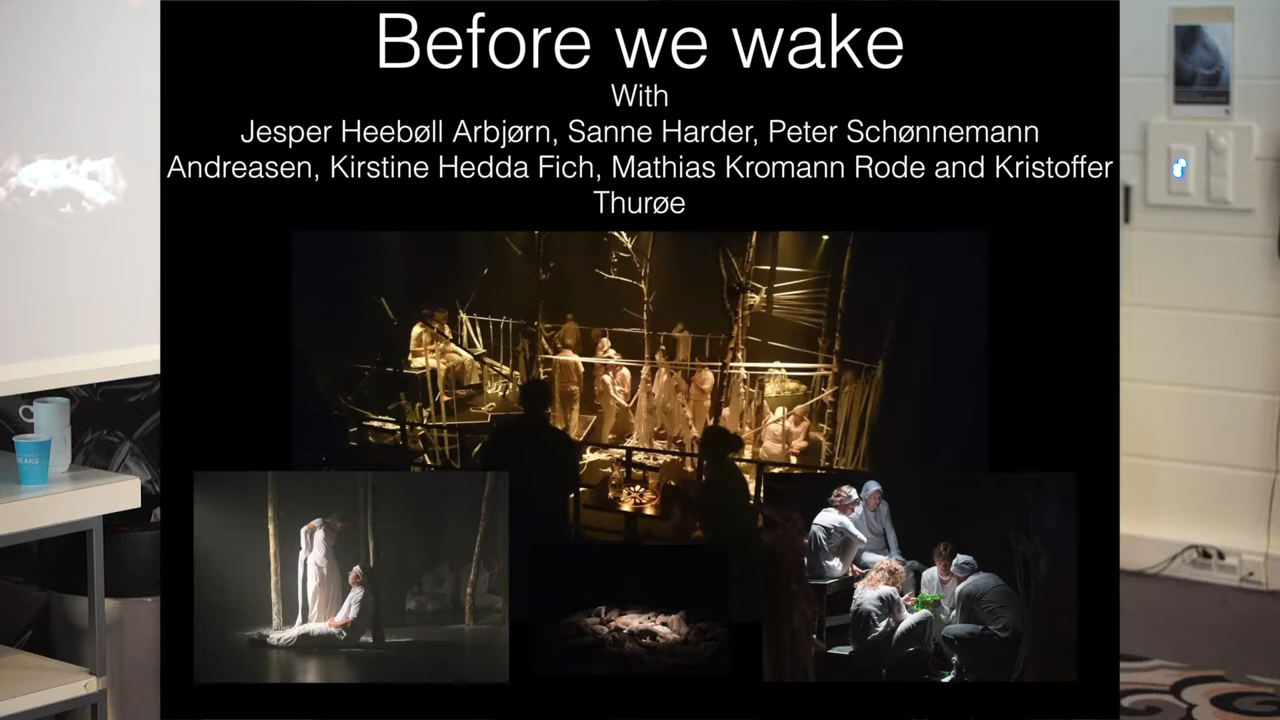 Before we wake
With
Jesper Heebøll Arbjørn, Sanne Harder, Peter Schønnemann
Andreasen, Kirstine Hedda Fich, Mathias Kromann Rode and Kristoffer
Thurøe